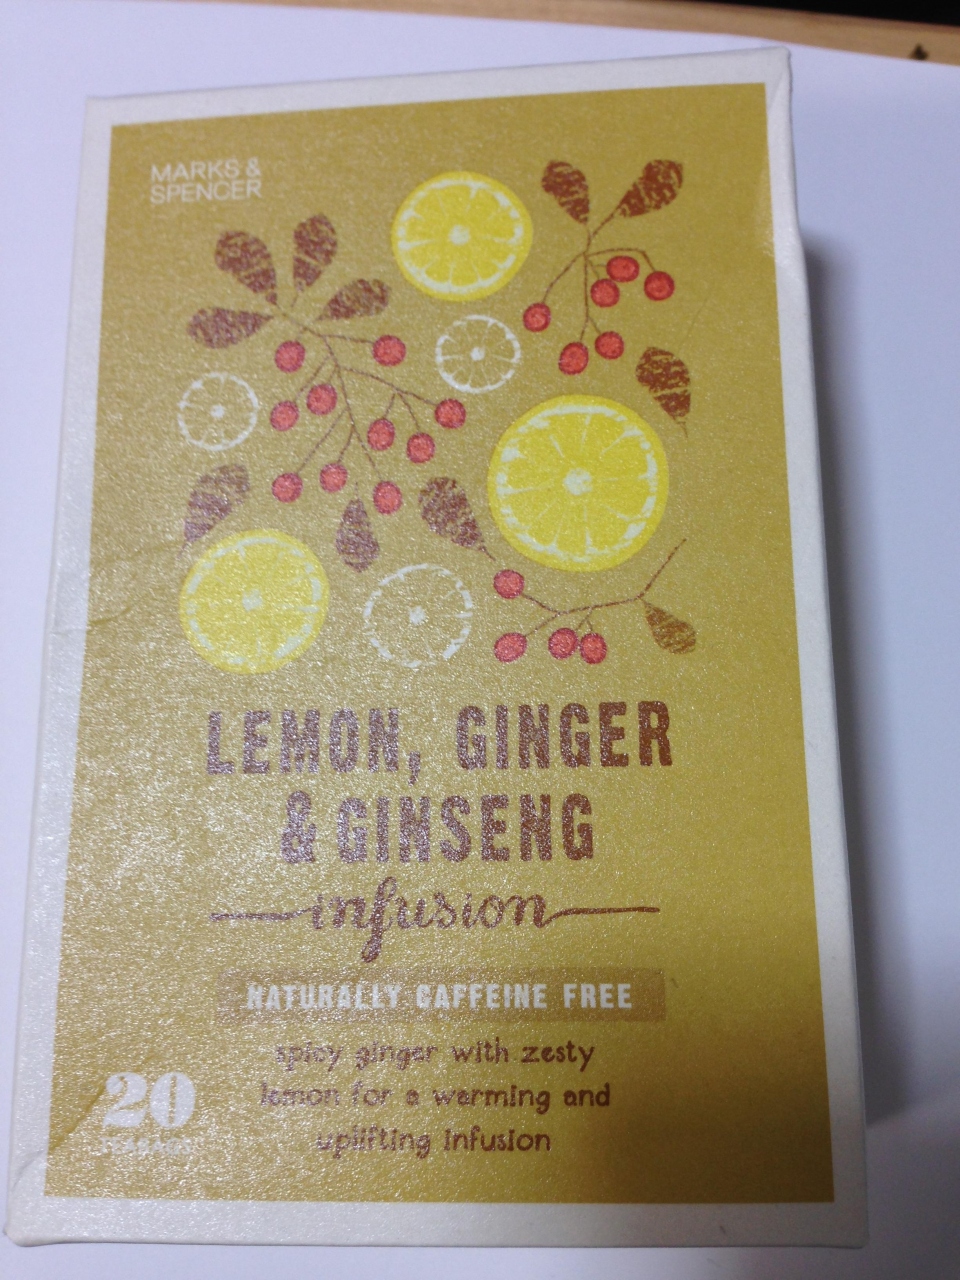 MARKS &
SPENCER
LEMON, GINGER
& GINSENG
infusion
NATURALLY CAFFEINE FREE
spicy ginger with zesty
lemon for a warming and
uplifting infusion
20
TEABAGS